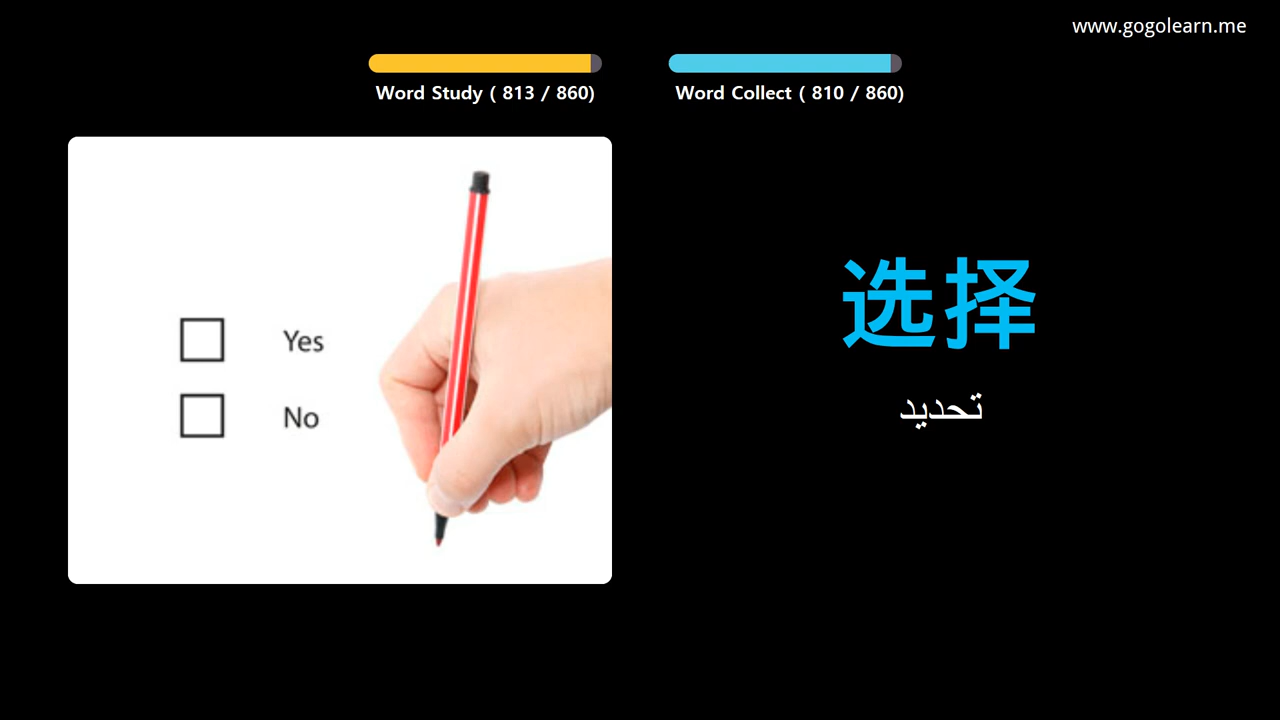 www.gogolearn.me
Word Study ( 813 / 860)
Word Collect ( 810 / 860)
Yes
No
选择
تحديد